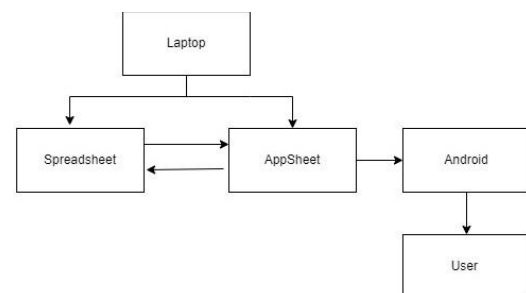 Laptop
Spreadsheet
AppSheet
Android
User